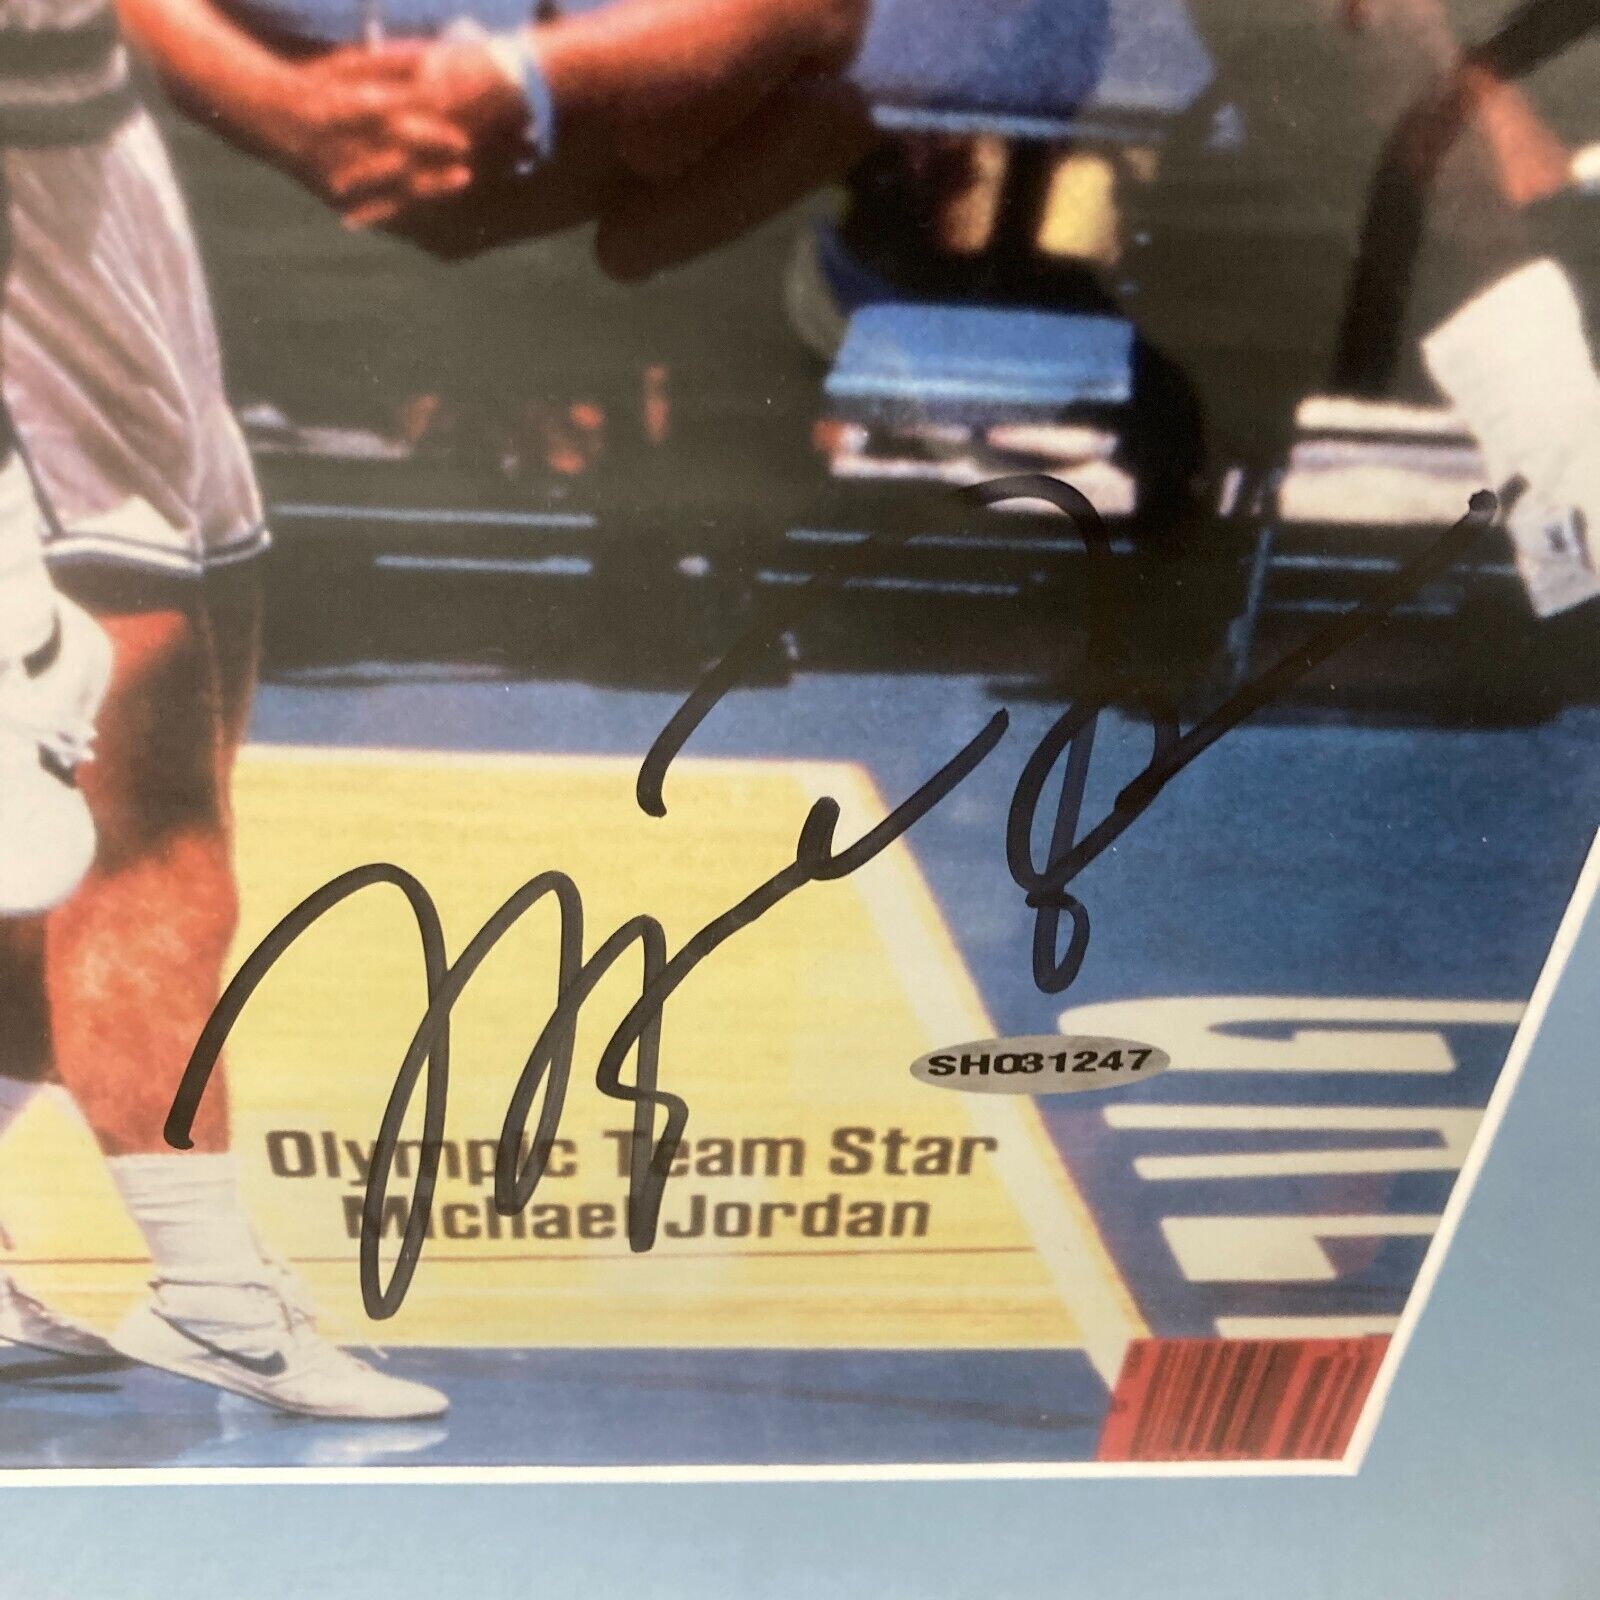 SH031247
Olympic Team Star
Michael Jordan